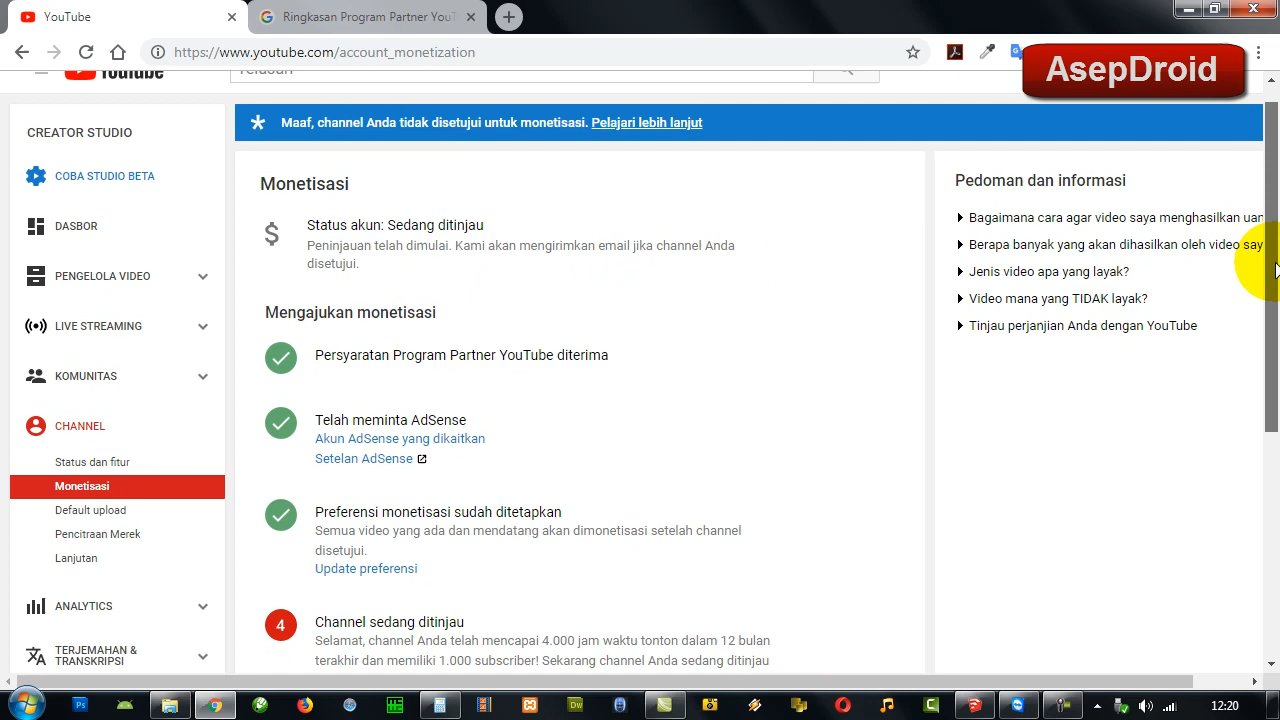 YouTube
Ringkasan Program Partner YouT
https://www.youtube.com/account_monetization
AsepDroid
YouTube
Telusuri
CREATOR STUDIO
COBA STUDIO BETA
DASBOR
PENGELOLA VIDEO
LIVE STREAMING
KOMUNITAS
CHANNEL
Status dan fitur
Monetisasi
Default upload
Pencitraan Merek
Lanjutan
ANALYTICS
TERJEMAHAN &
TRANSKRIPSI
Maaf, channel Anda tidak disetujui untuk monetisasi. Pelajari lebih lanjut
Monetisasi
$
Status akun: Sedang ditinjau
Peninjauan telah dimulai. Kami akan mengirimkan email jika channel Anda
disetujui.
Mengajukan monetisasi
Persyaratan Program Partner YouTube diterima
Telah meminta AdSense
Akun AdSense yang dikaitkan
Setelan AdSense
Preferensi monetisasi sudah ditetapkan
Semua video yang ada dan mendatang akan dimonetisasi setelah channel
disetujui.
Update preferensi
4
Channel sedang ditinjau
Selamat, channel Anda telah mencapai 4.000 jam waktu tonton dalam 12 bulan
terakhir dan memiliki 1.000 subscriber! Sekarang channel Anda sedang ditinjau
Pedoman dan informasi
Bagaimana cara agar video saya menghasilkan uan
Berapa banyak yang akan dihasilkan oleh video say
Jenis video apa yang layak?
Video mana yang TIDAK layak?
Tinjau perjanjian Anda dengan YouTube
Ps
Dw
12:20